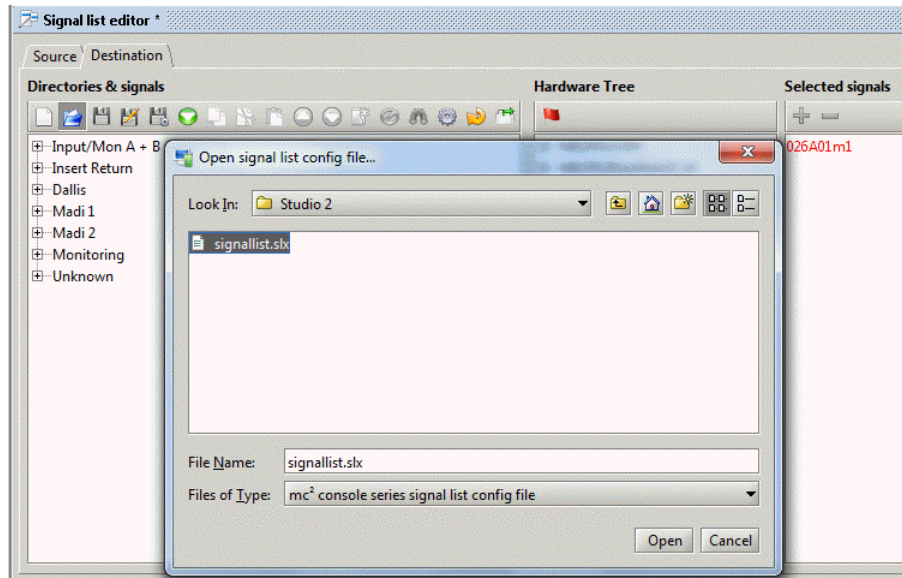 Signal list editor *
Source Destination
Directories & signals Hardware Tree Selected signals
Input/Mon A + B
Insert Return
Dallis
Madi 1
Madi 2
Monitoring
Unknown
026A01m1
Open signal list config file...
Look In: Studio 2
signallist.slx
File Name: signallist.slx
Files of Type: mc² console series signal list config file
Open Cancel